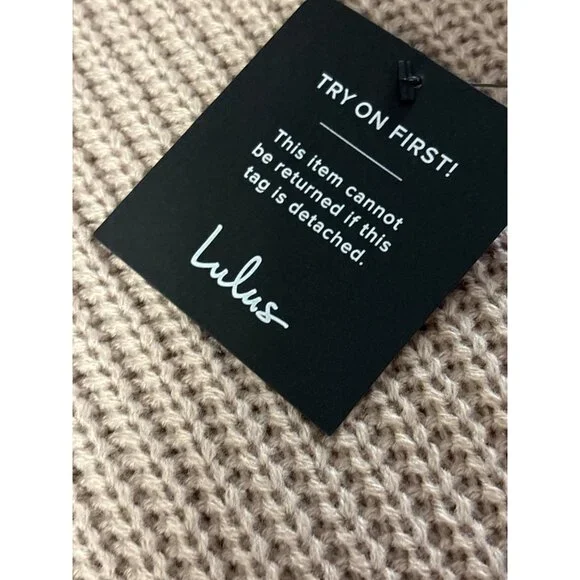 TRY ON FIRST!
This item cannot
be returned if this
tag is detached.
Lulus